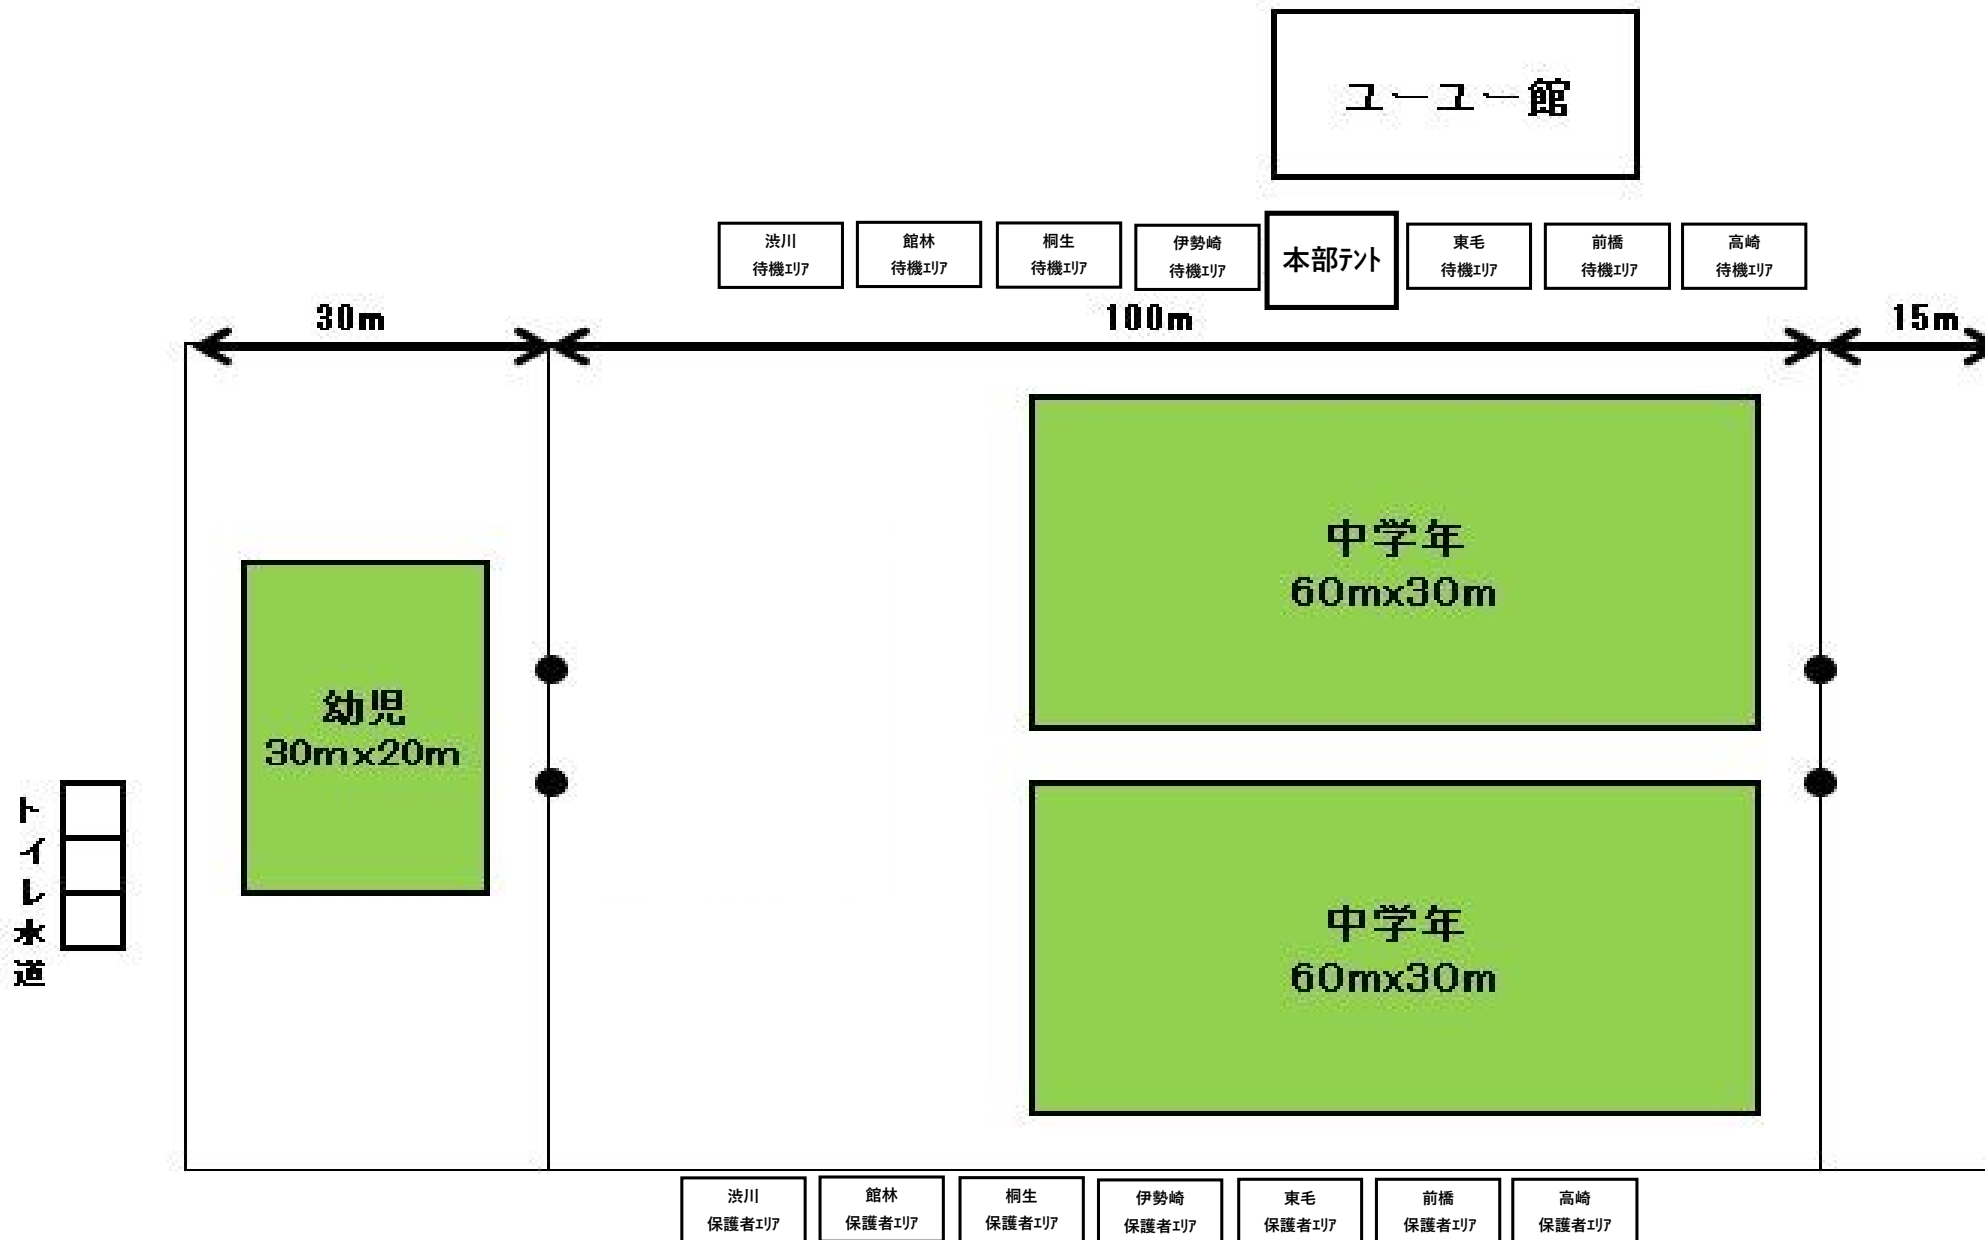 ユーユー館
渋川
待機エリア
館林
待機エリア
桐生
待機エリア
伊勢崎
待機エリア
本部テント
東毛
待機エリア
前橋
待機エリア
高崎
待機エリア
30m
100m
15m
中学年
60mx30m
幼児
30mx20m
トイレ水道
中学年
60mx30m
渋川
保護者エリア
館林
保護者エリア
桐生
保護者エリア
伊勢崎
保護者エリア
東毛
保護者エリア
前橋
保護者エリア
高崎
保護者エリア